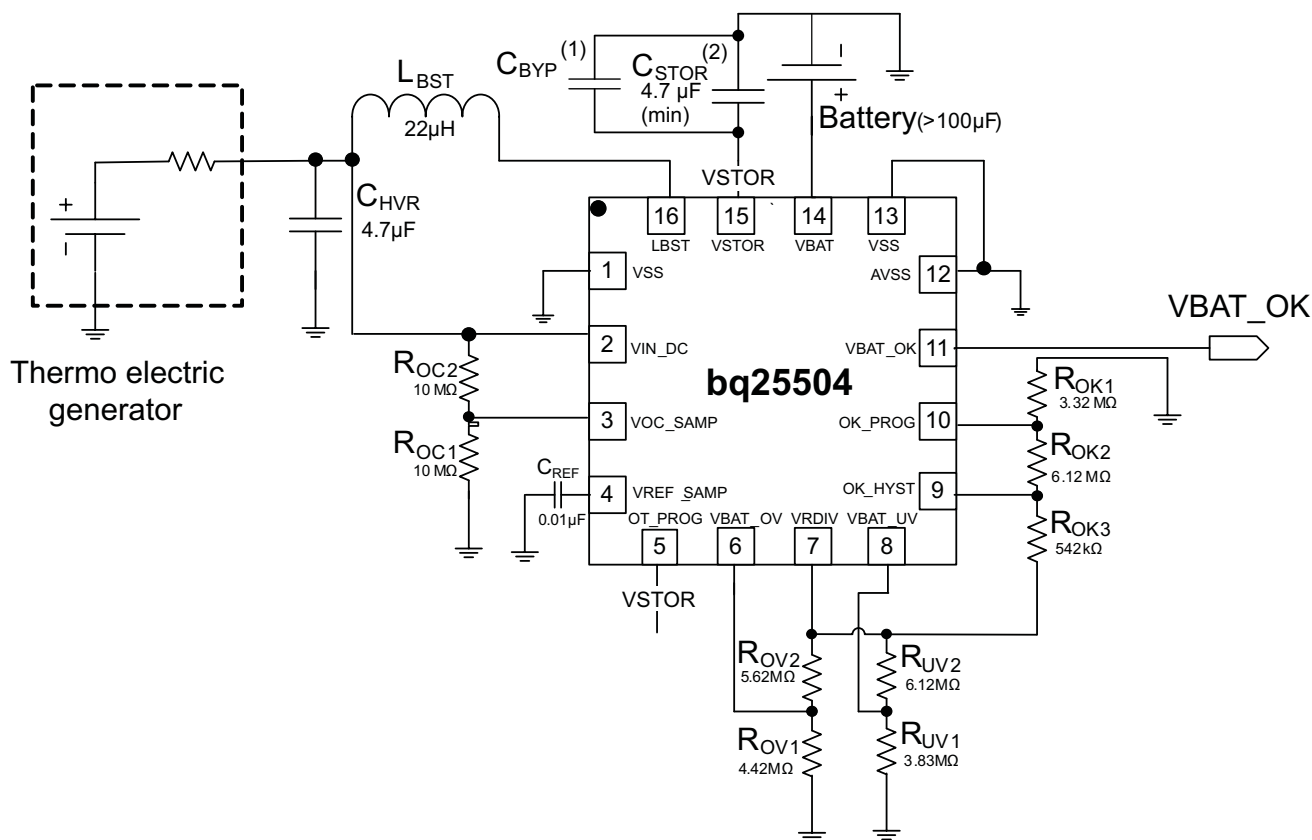 Thermo electric
generator
+
−
L_BST
22µH
C_HVR
4.7µF
C_BYP (1)
C_STOR (2)
4.7 µF
(min)
−
+
Battery(>100µF)
VSTOR
16
LBST
15
VSTOR
14
VBAT
13
VSS
1
VSS
2
VIN_DC
3
VOC_SAMP
4
VREF_SAMP
bq25504
12
AVSS
11
VBAT_OK
10
OK_PROG
9
OK_HYST
OT_PROG
5
VBAT_OV
6
VRDIV
7
VBAT_UV
8
VSTOR
R_OC2
10 MΩ
R_OC1
10 MΩ
C_REF
0.01µF
VBAT_OK
R_OK1
3.32 MΩ
R_OK2
6.12 MΩ
R_OK3
542kΩ
R_OV2
5.62MΩ
R_OV1
4.42MΩ
R_UV2
6.12MΩ
R_UV1
3.83MΩ